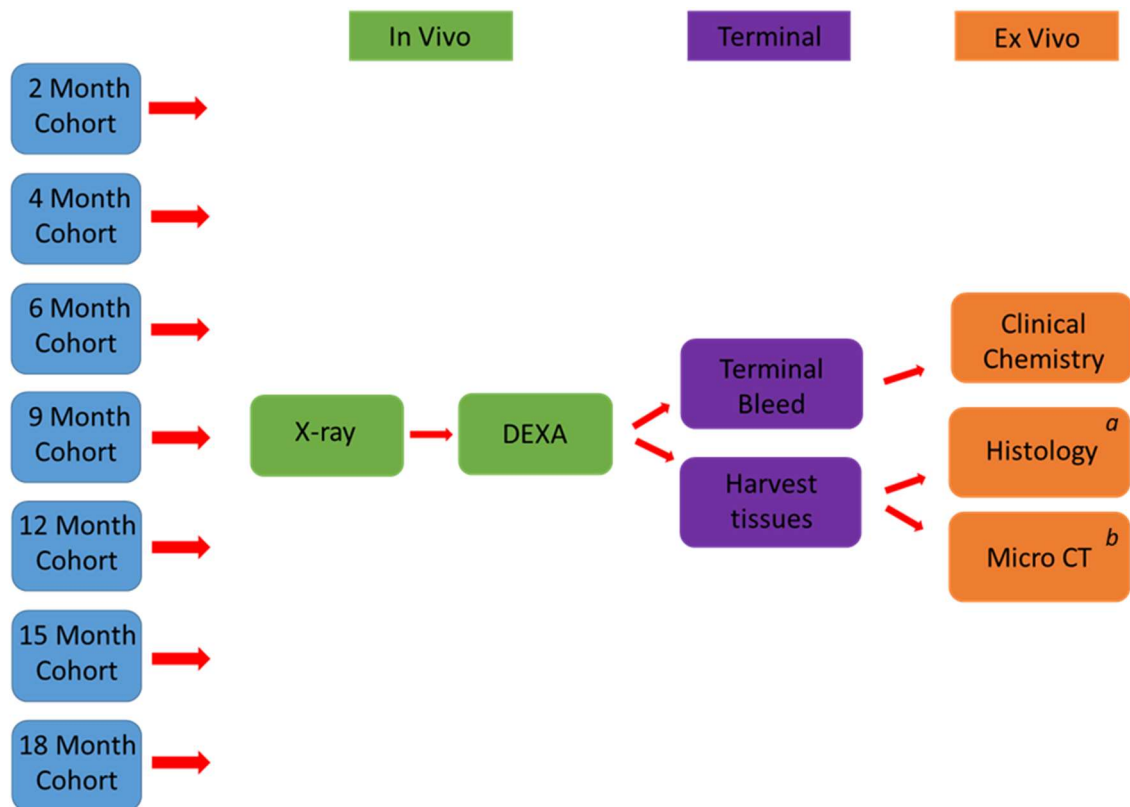 In Vivo
Terminal
Ex Vivo
2 Month
Cohort
4 Month
Cohort
6 Month
Cohort
9 Month
Cohort
12 Month
Cohort
15 Month
Cohort
18 Month
Cohort
X-ray
DEXA
Terminal
Bleed
Harvest
tissues
Clinical
Chemistry
Histology a
Micro CT b